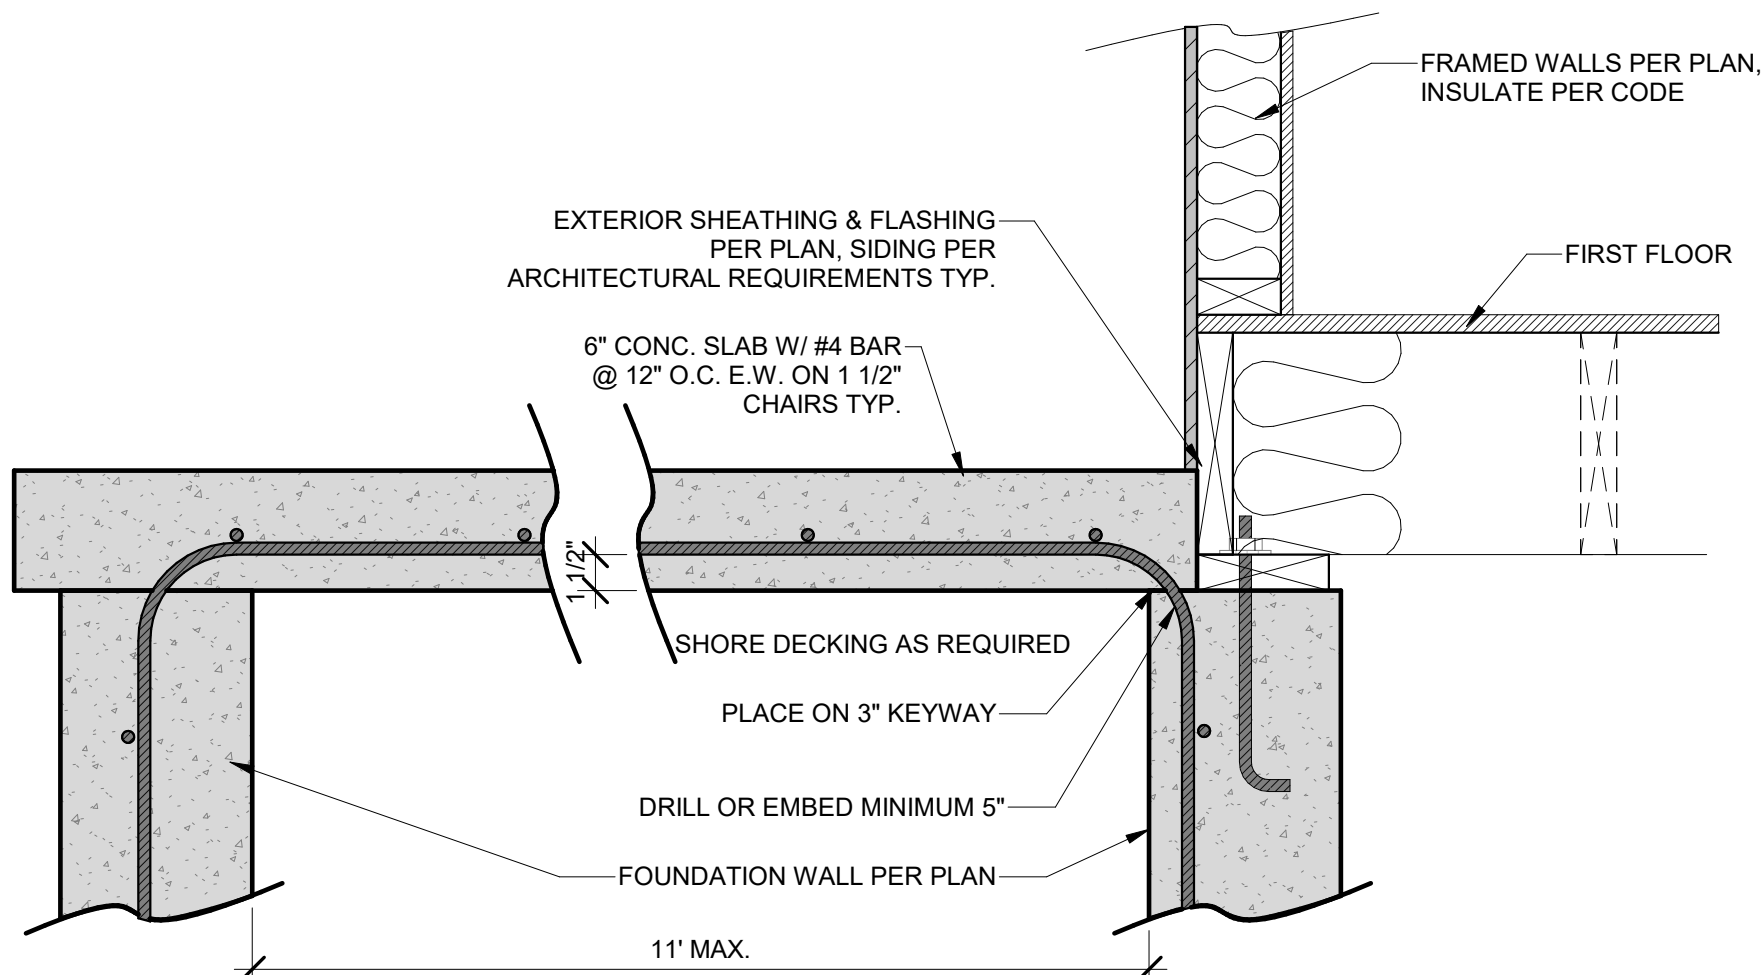 FRAMED WALLS PER PLAN,
INSULATE PER CODE
EXTERIOR SHEATHING & FLASHING
PER PLAN, SIDING PER
ARCHITECTURAL REQUIREMENTS TYP.
FIRST FLOOR
6" CONC. SLAB W/ #4 BAR
@ 12" O.C. E.W. ON 1 1/2"
CHAIRS TYP.
1 1/2"
SHORE DECKING AS REQUIRED
PLACE ON 3" KEYWAY
DRILL OR EMBED MINIMUM 5"
FOUNDATION WALL PER PLAN
11' MAX.